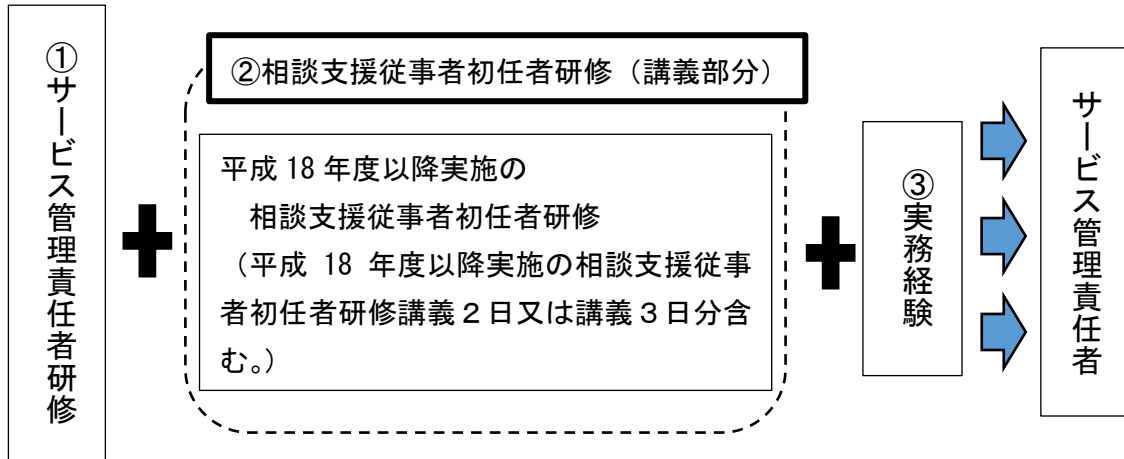 ①サービス管理責任者研修
②相談支援従事者初任者研修（講義部分）
平成 18 年度以降実施の
相談支援従事者初任者研修
（平成 18 年度以降実施の相談支援従事
者初任者研修講義２日又は講義３日分含
む。）
③実務経験
サービス管理責任者